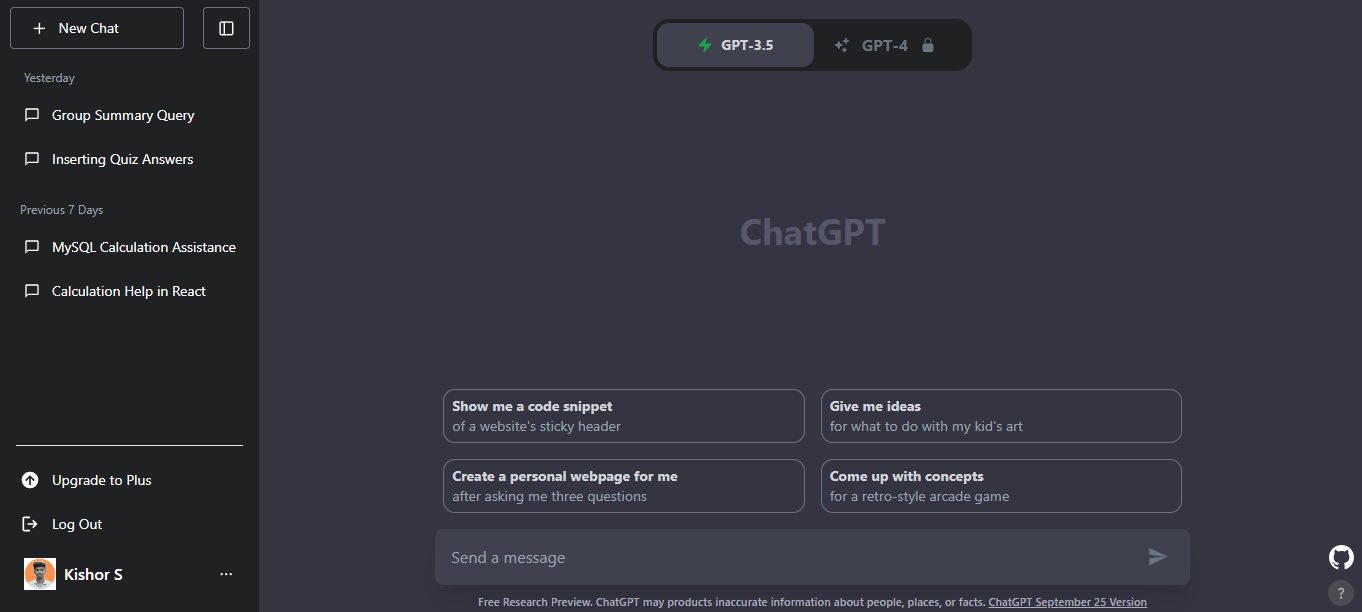 New Chat
Yesterday
Group Summary Query
Inserting Quiz Answers
Previous 7 Days
MySQL Calculation Assistance
Calculation Help in React
Upgrade to Plus
Log Out
Kishor S
GPT-3.5
GPT-4
ChatGPT
Show me a code snippet
of a website's sticky header
Give me ideas
for what to do with my kid's art
Create a personal webpage for me
after asking me three questions
Come up with concepts
for a retro-style arcade game
Send a message
Free Research Preview. ChatGPT may products inaccurate information about people, places, or facts. ChatGPT September 25 Version
?